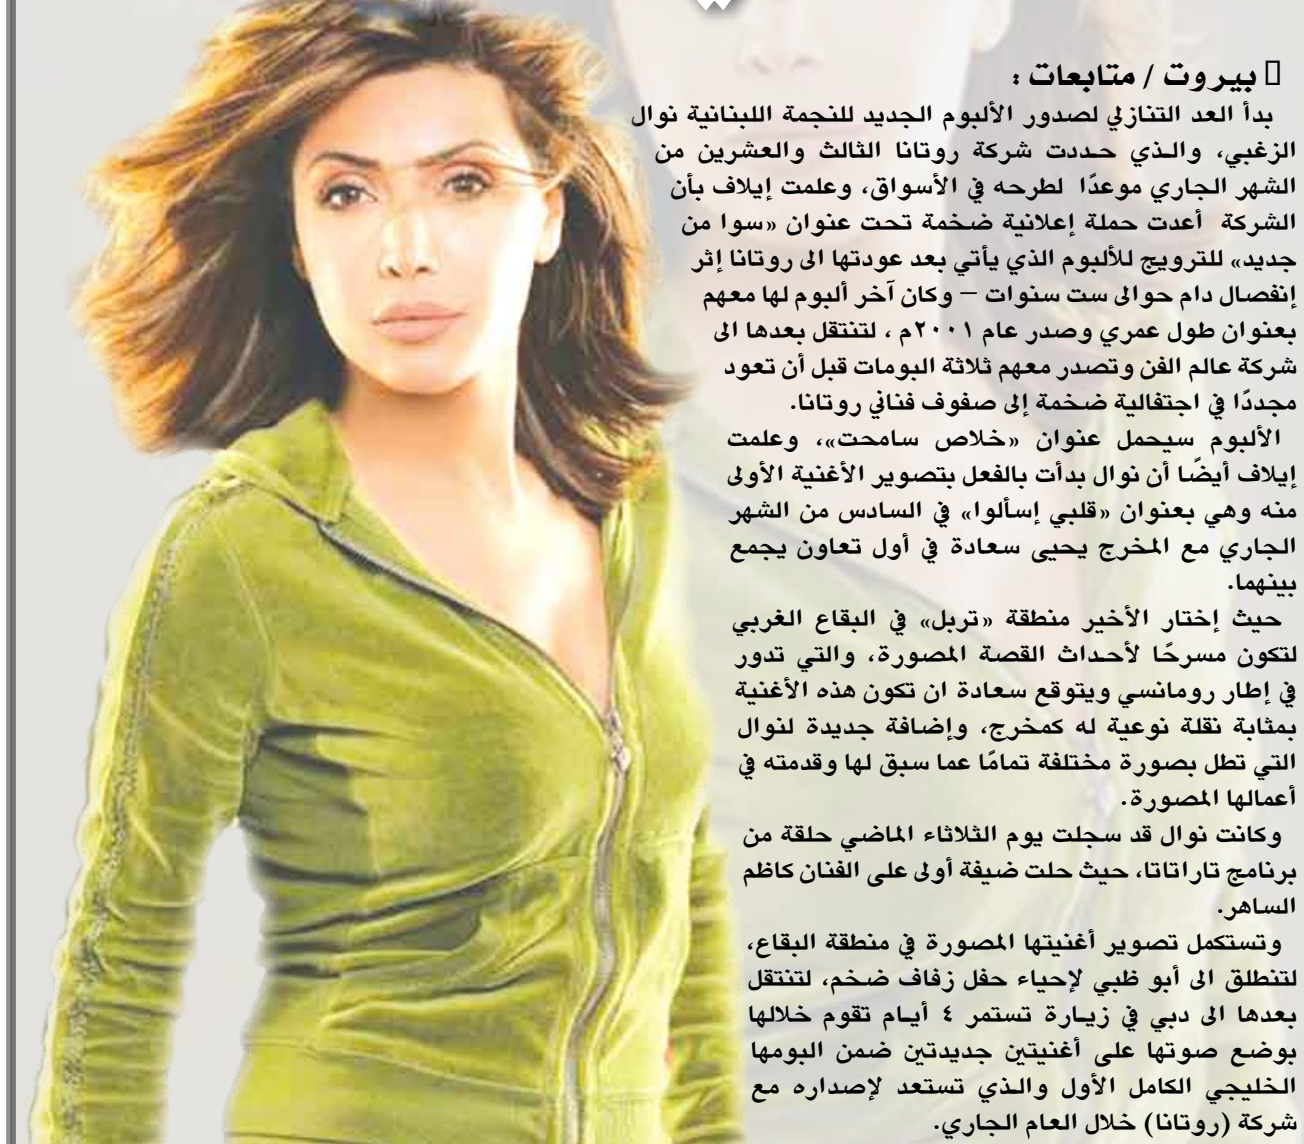 بيروت / متابعات :
بدأ العد التنازلي لصدور الألبوم الجديد للنجمة اللبنانية نوال
الزغبي، والـذي حـددت شركة روتانا الثالث والعشرين من
الشهر الجاري موعدًا لطرحه في الأسواق، وعلمت إيلاف بأن
الشركة أعدت حملة إعلانية ضخمة تحت عنوان «سوا من
جديد» للترويج للألبوم الذي يأتي بعد عودتها الى روتانا إثر
إنفصال دام حوالى ست سنوات – وكان آخر ألبوم لها معهم
بعنوان طول عمري وصدر عام ٢٠٠١م ، لتنتقل بعدها الى
شركة عالم الفن وتصدر معهم ثلاثة البومات قبل أن تعود
مجددًا في اجتفالية ضخمة إلى صفوف فناني روتانا.
الألبوم سيحمل عنوان «خلاص سامحت»، وعلمت
إيلاف أيضًا أن نوال بدأت بالفعل بتصوير الأغنية الأولى
منه وهي بعنوان «قلبي إسألوا» في السادس من الشهر
الجاري مع المخرج يحيى سعادة في أول تعاون يجمع
بينهما.
حيث إختار الأخير منطقة «تربل» في البقاع الغربي
لتكون مسرحًا لأحـداث القصة المصورة، والتي تدور
في إطار رومانسي ويتوقع سعادة ان تكون هذه الأغنية
بمثابة نقلة نوعية له كمخرج، وإضافة جديدة لنوال
التي تطل بصورة مختلفة تمامًا عما سبق لها وقدمته في
أعمالها المصورة.
وكانت نوال قد سجلت يوم الثلاثاء الماضي حلقة من
برنامج تاراتاتا، حيث حلت ضيفة أولى على الفنان كاظم
الساهر.
وتستكمل تصوير أغنيتها المصورة في منطقة البقاع،
لتنطلق الى أبو ظبي لإحياء حفل زفاف ضخم، لتنتقل
بعدها الى دبي في زيـارة تستمر ٤ أيـام تقوم خلالها
بوضع صوتها على أغنيتين جديدتين ضمن البومها
الخليجي الكامل الأول والـذي تستعد لإصداره مع
شركة (روتانا) خلال العام الجاري.